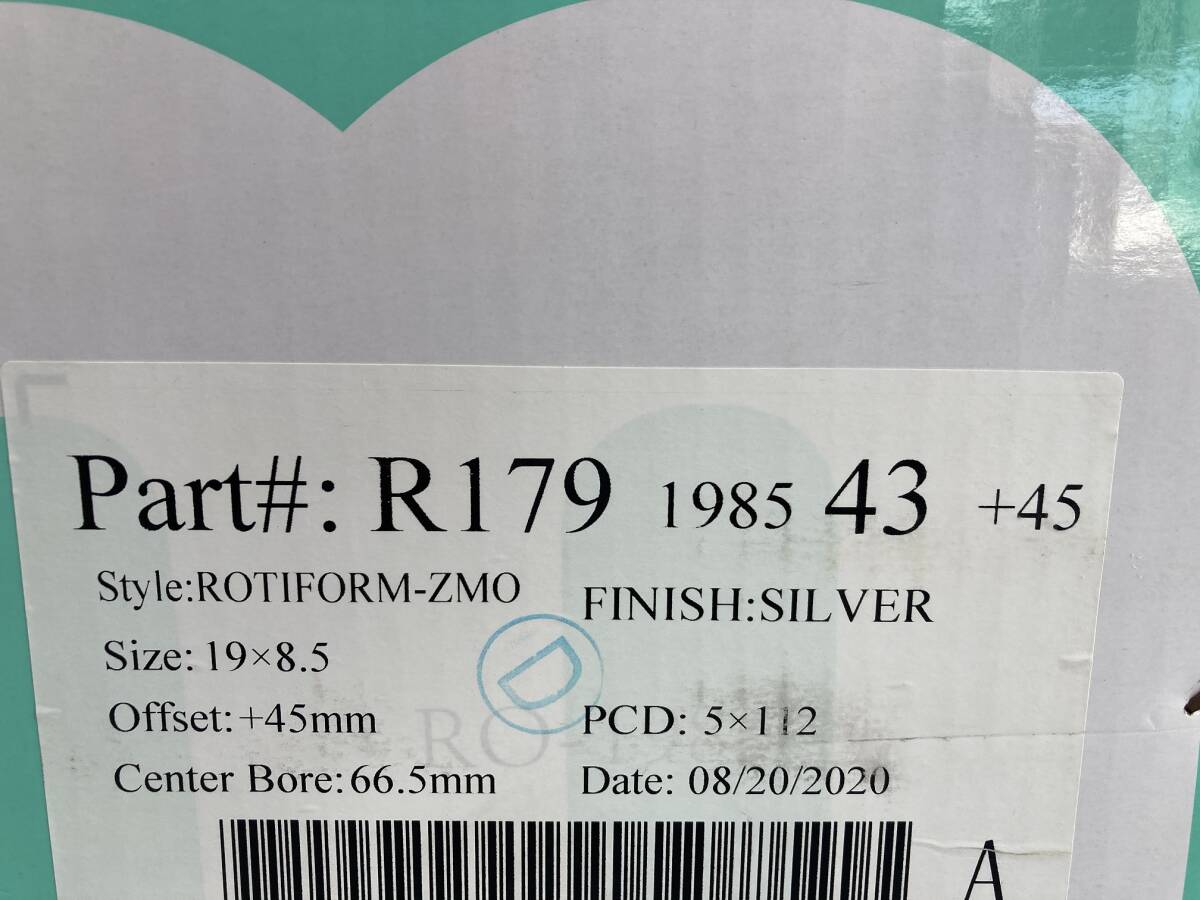 Part#: R179 1985 43 +45
Style:ROTIFORM-ZMO
FINISH:SILVER
Size: 19×8.5
D
Offset:+45mm
PCD: 5×112
RO-
Center Bore:66.5mm
Date: 08/20/2020
A